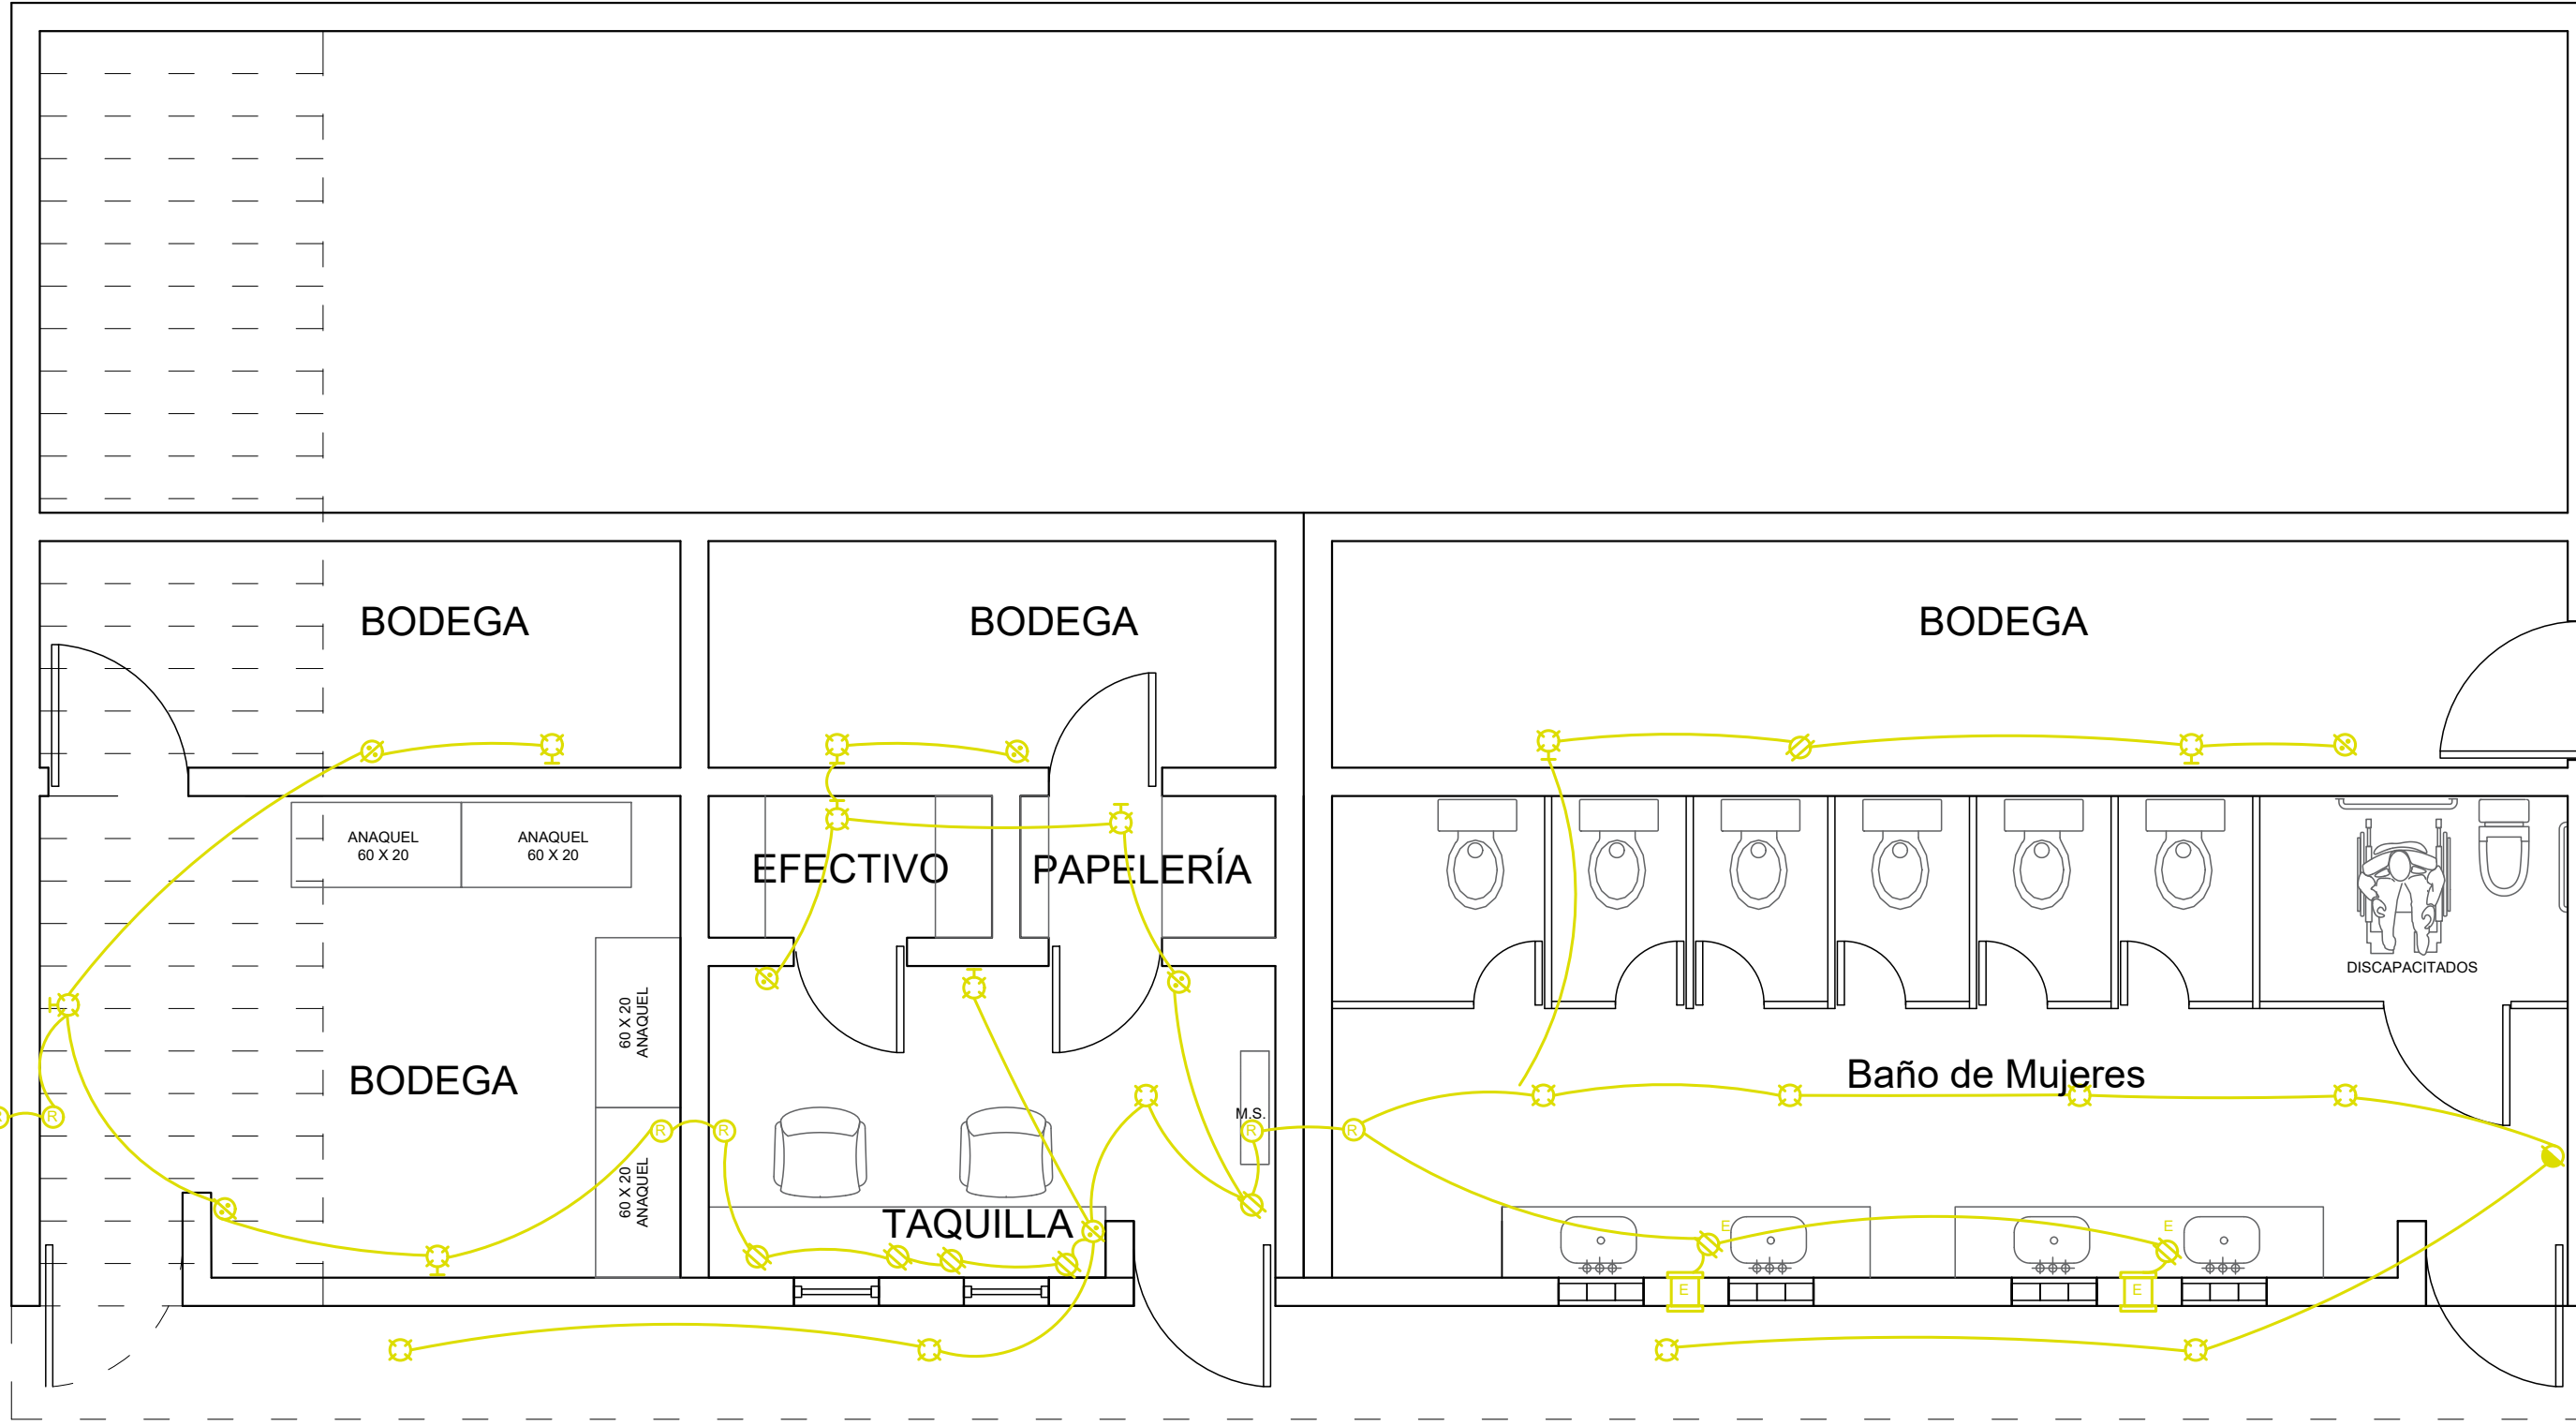 BODEGA
BODEGA
BODEGA
ANAQUEL
60 X 20
ANAQUEL
60 X 20
EFECTIVO
PAPELERÍA
DISCAPACITADOS
60 X 20
ANAQUEL
BODEGA
Baño de Mujeres
M.S.
R
R
R
R
R
60 X 20
ANAQUEL
TAQUILLA
E
E
E
E